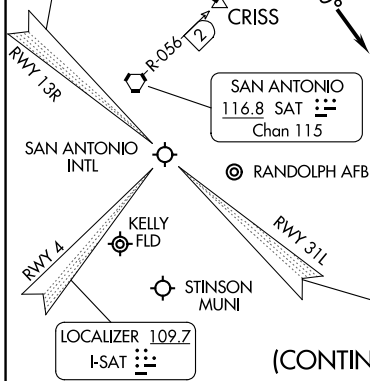 CRISS
2
R-056
RWY 13R
SAN ANTONIO
116.8 SAT
Chan 115
SAN ANTONIO
INTL
RANDOLPH AFB
KELLY
FLD
RWY 4
RWY 31L
STINSON
MUNI
LOCALIZER 109.7
I-SAT
(CONTIN